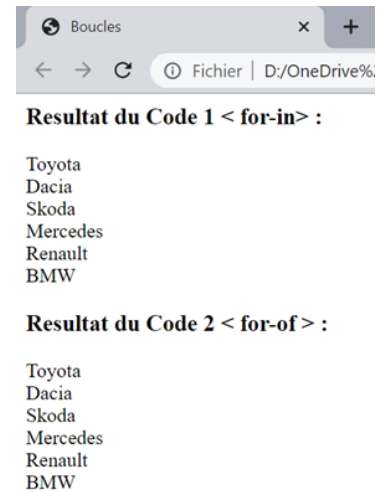 Boucles
Fichier | D:/OneDrive%
Resultat du Code 1 < for-in> :
Toyota
Dacia
Skoda
Mercedes
Renault
BMW
Resultat du Code 2 < for-of > :
Toyota
Dacia
Skoda
Mercedes
Renault
BMW